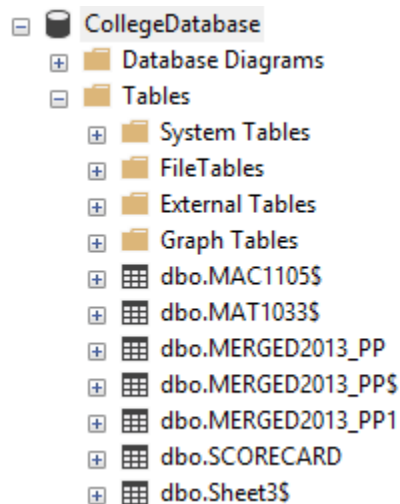 CollegeDatabase
Database Diagrams
Tables
System Tables
FileTables
External Tables
Graph Tables
dbo.MAC1105$
dbo.MAT1033$
dbo.MERGED2013_PP
dbo.MERGED2013_PP$
dbo.MERGED2013_PP1
dbo.SCORECARD
dbo.Sheet3$